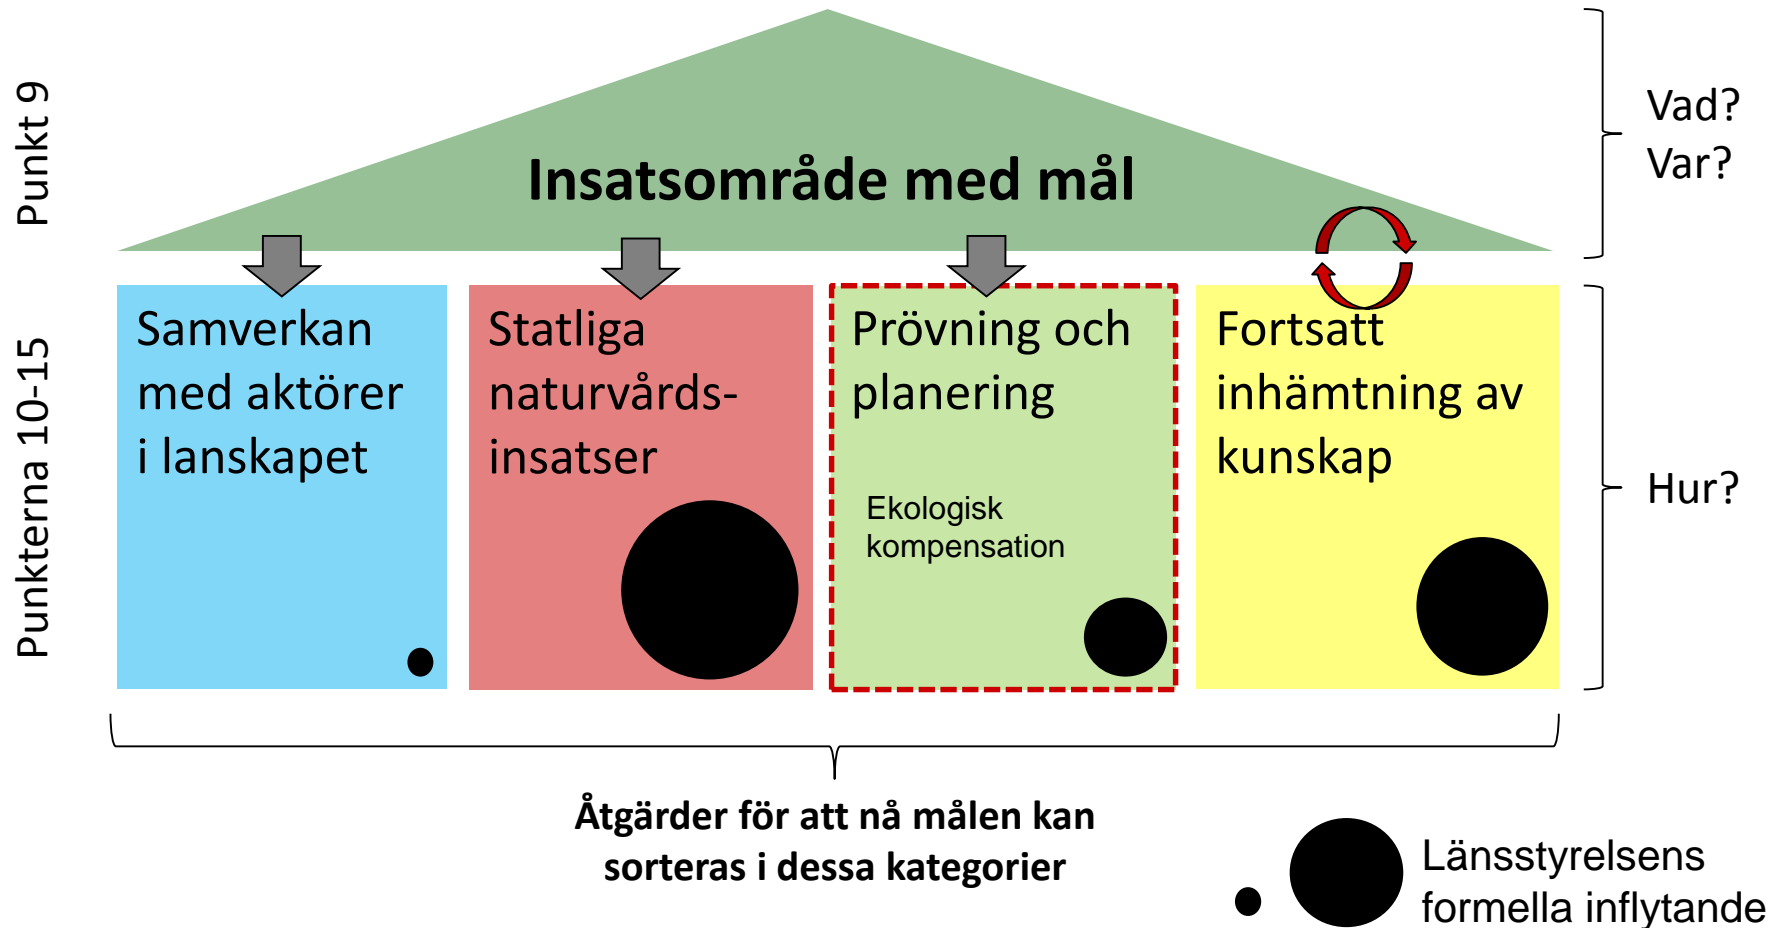 Punkt 9
Insatsområde med mål
Vad?
Var?
Punkterna 10-15
Samverkan
med aktörer
i lanskapet
Statliga
naturvårds-
insatser
Prövning och
planering
Ekologisk
kompensation
Fortsatt
inhämtning av
kunskap
Hur?
Åtgärder för att nå målen kan
sorteras i dessa kategorier
Länsstyrelsens
formella inflytande